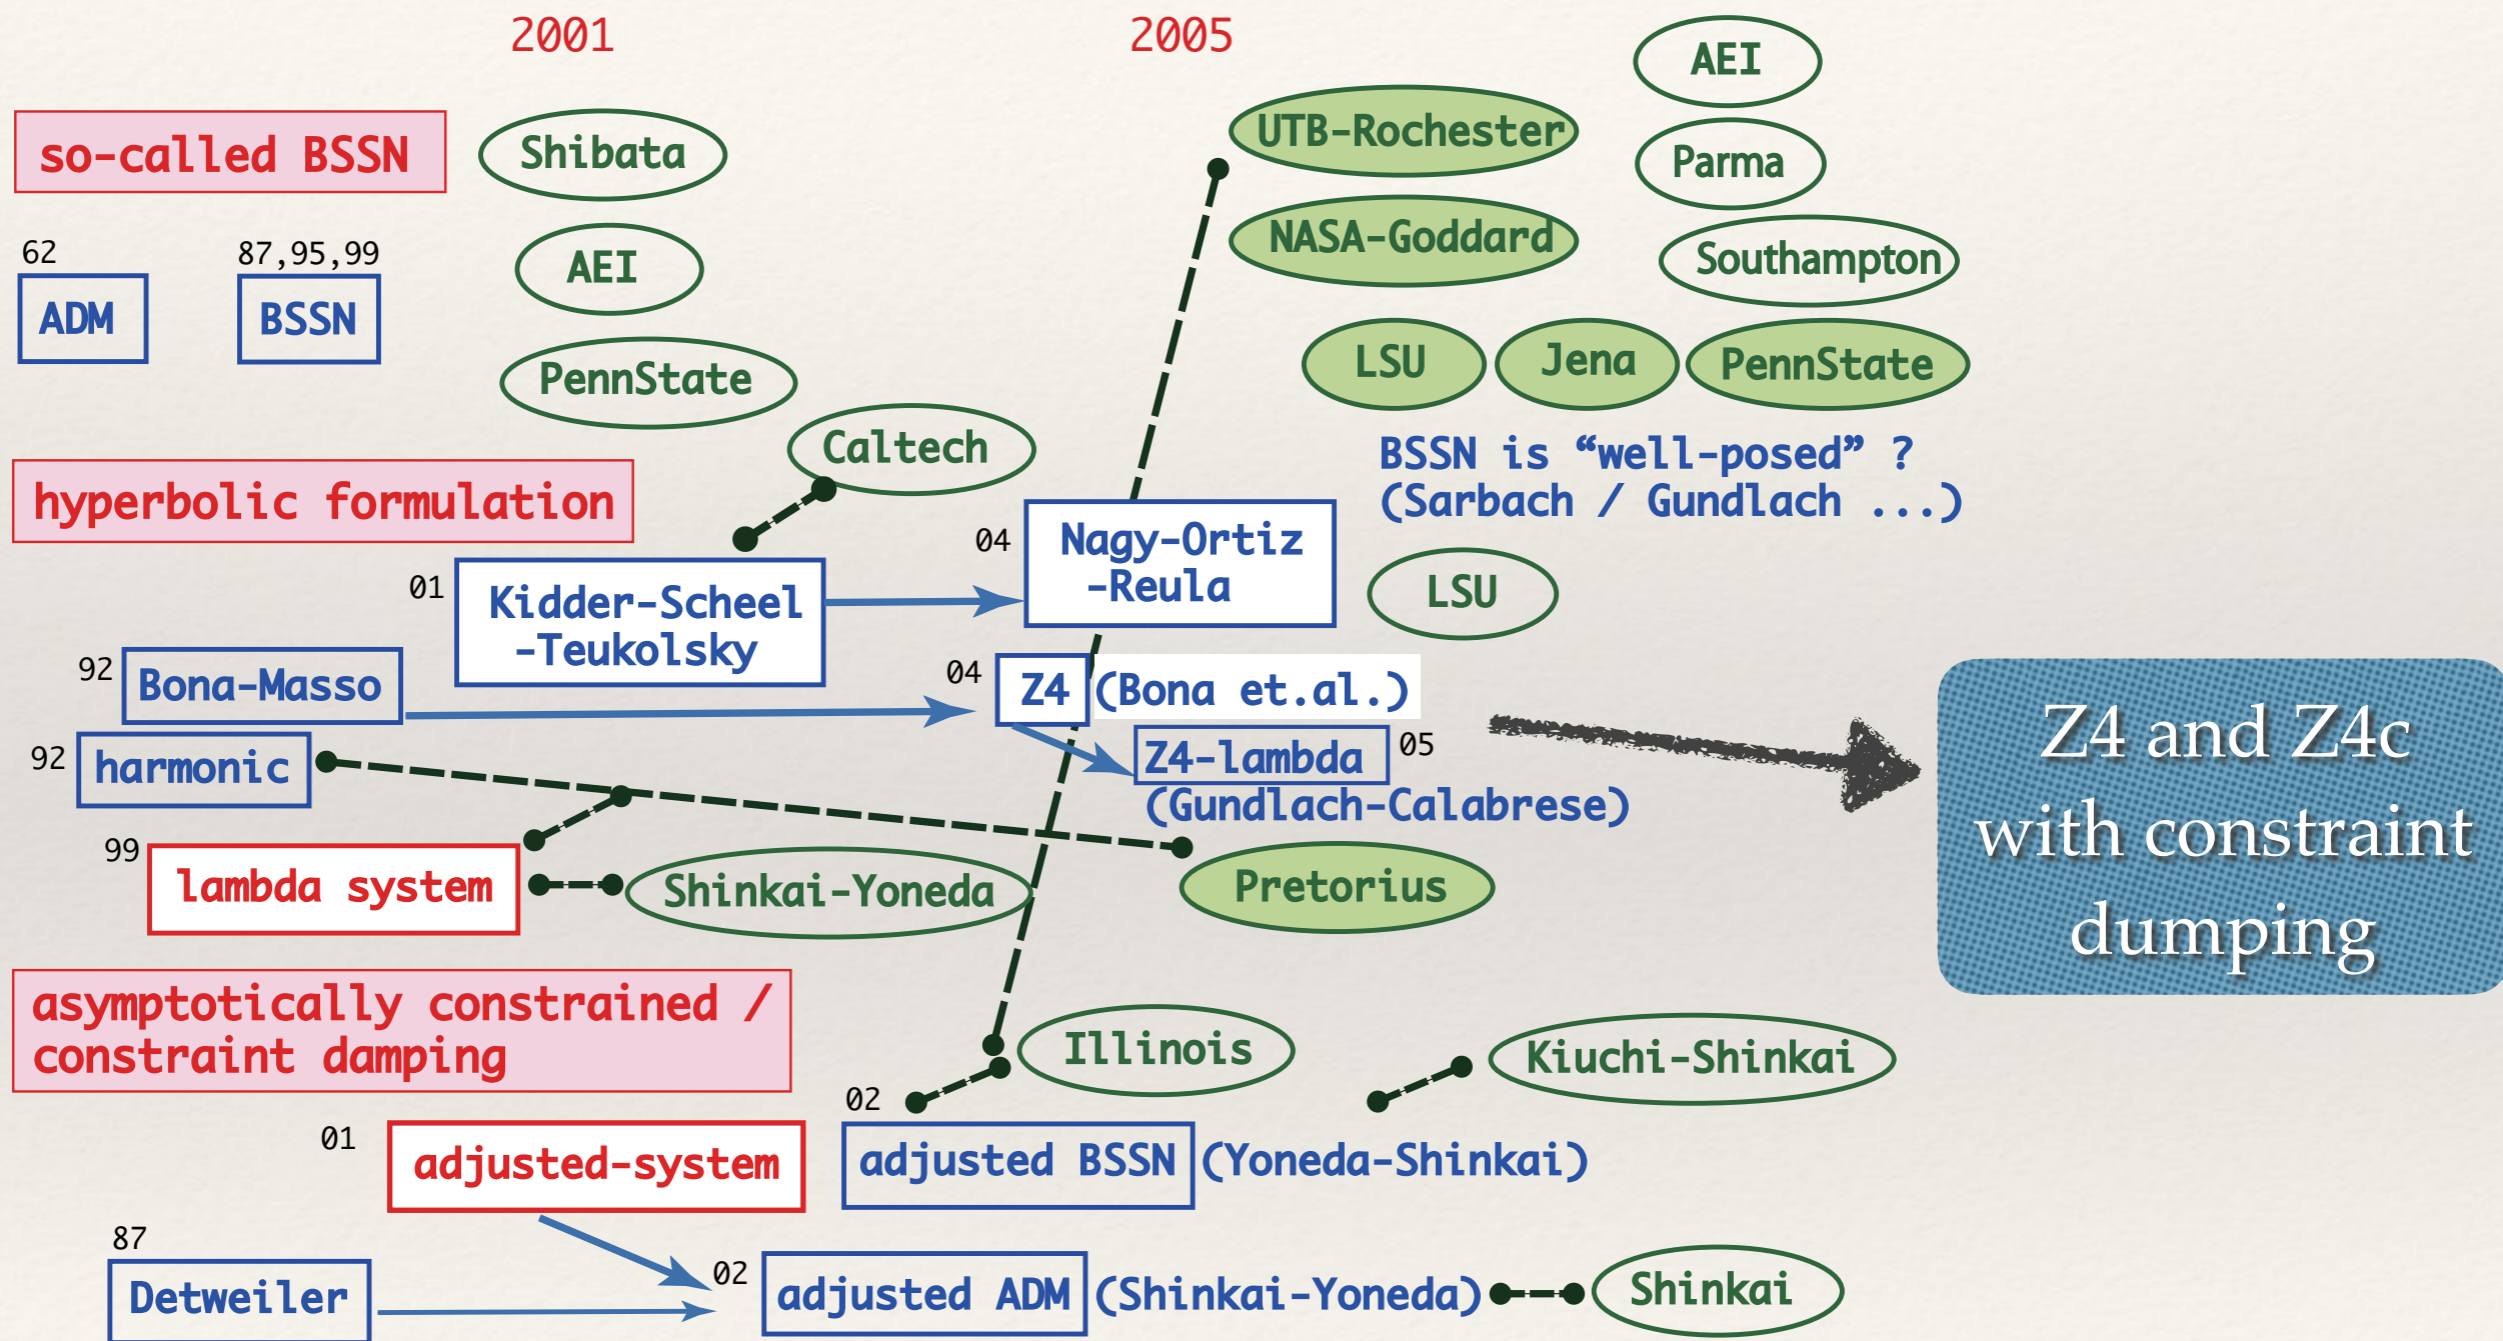 2001
2005
AEI
UTB-Rochester
so-called BSSN
Shibata
Parma
62
87,95,99
AEI
NASA-Goddard
Southampton
ADM
BSSN
PennState
LSU
Jena
PennState
Caltech
BSSN is “well-posed” ?
(Sarbach / Gundlach ...)
hyperbolic formulation
04
Nagy-Ortiz
-Reula
01
Kidder-Scheel
-Teukolsky
LSU
92
Bona-Masso
04
Z4 (Bona et.al.)
92
harmonic
Z4-lambda
05
(Gundlach-Calabrese)
Z4 and Z4c
with constraint
dumping
99
lambda system
Shinkai-Yoneda
Pretorius
asymptotically constrained /
constraint damping
Illinois
Kiuchi-Shinkai
01
adjusted-system
02
adjusted BSSN (Yoneda-Shinkai)
87
Detweiler
02
adjusted ADM (Shinkai-Yoneda)
Shinkai